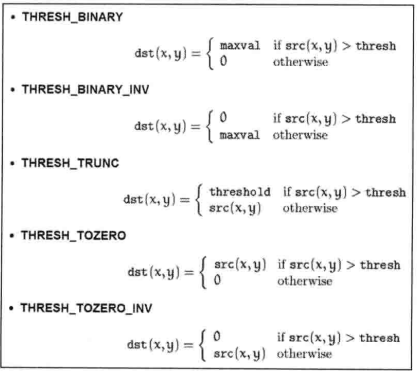 • THRESH_BINARY
dst(x,y) = { maxval if src(x,y) > thresh
0 otherwise
• THRESH_BINARY_INV
dst(x,y) = { 0 if src(x,y) > thresh
maxval otherwise
• THRESH_TRUNC
dst(x,y) = { threshold if src(x,y) > thresh
src(x,y) otherwise
• THRESH_TOZERO
dst(x,y) = { src(x,y) if src(x,y) > thresh
0 otherwise
• THRESH_TOZERO_INV
dst(x,y) = { 0 if src(x,y) > thresh
src(x,y) otherwise